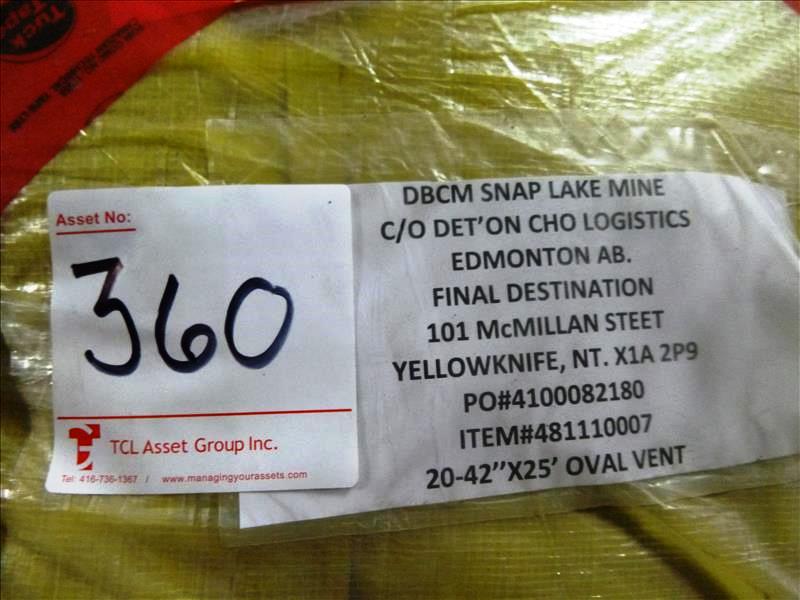 Tuck
Tape
Asset No:
360
TCL Asset Group Inc.
Tel: 416-736-1367 / www.managingyourassets.com
DBCM SNAP LAKE MINE
C/O DET'ON CHO LOGISTICS
EDMONTON AB.
FINAL DESTINATION
101 McMILLAN STEET
YELLOWKNIFE, NT. X1A 2P9
PO#4100082180
ITEM#481110007
20-42''X25' OVAL VENT